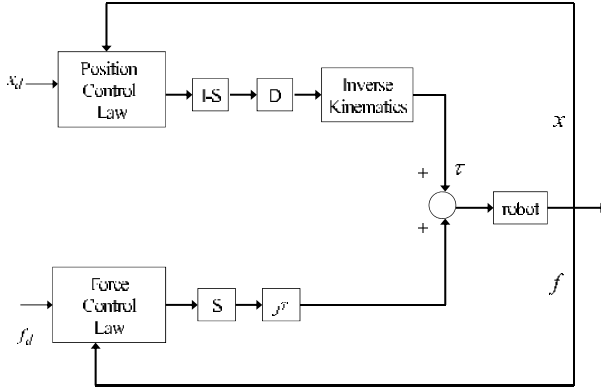 Position
Control
Law
x_d
I-S
D
Inverse
Kinematics
x
+
τ
+
robot
f
Force
Control
Law
S
J^T
f_d